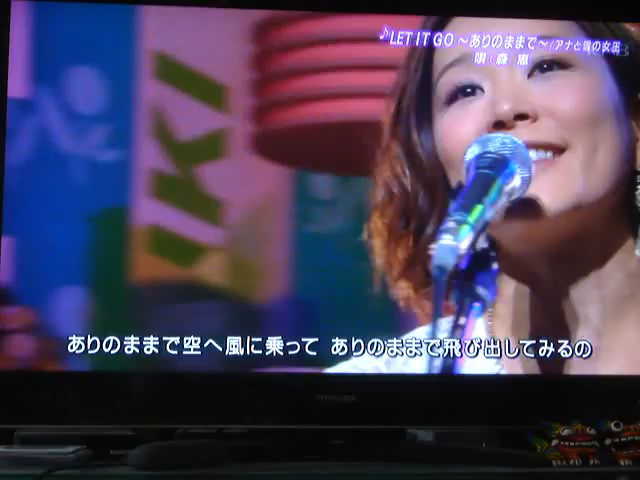 ♪LET IT GO ～ありのままで～/アナと雪の女王
唄：森 恵
IKI
ありのままで空へ風に乗って ありのままで飛び出してみるの
TOSHIBA